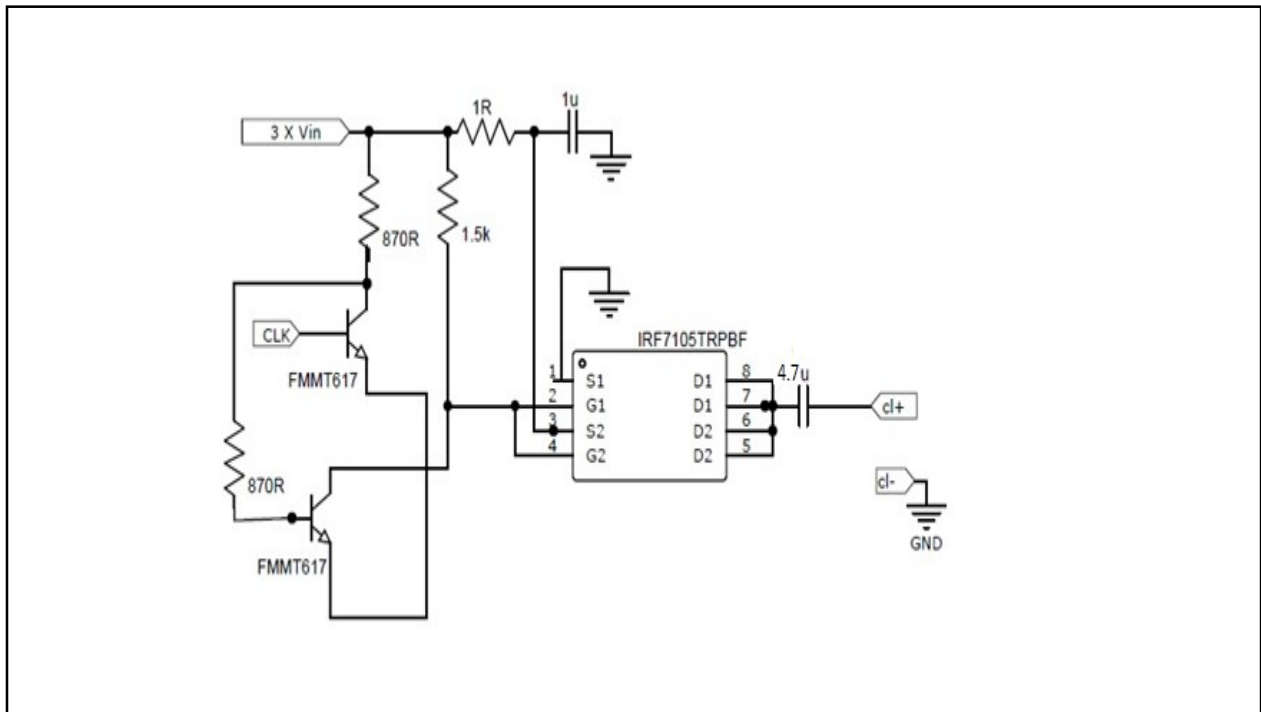 1u
1R
3 X Vin
870R
1.5k
IRF7105TRPBF
CLK
FMMT617
1 S1 D1 8
2 G1 D1 7
3 S2 D2 6
4 G2 D2 5
4.7u
cl+
870R
cl-
GND
FMMT617